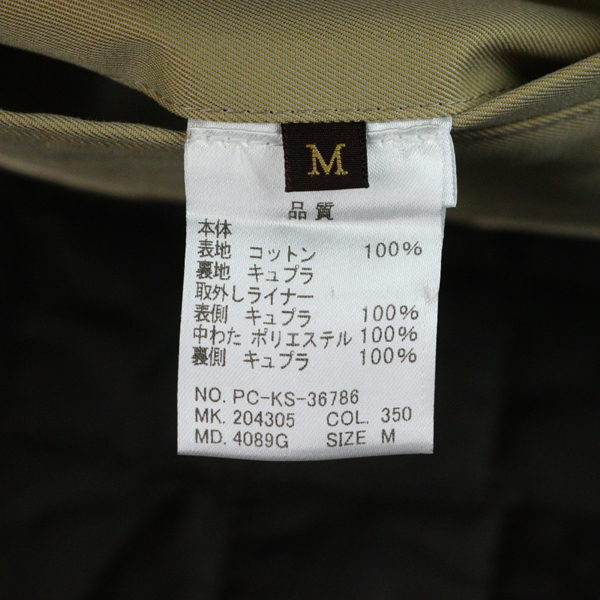 M
品質
本体
表地 コットン 100%
裏地 キュプラ
取外しライナー
表側 キュプラ 100%
中わた ポリエステル 100%
裏側 キュプラ 100%
NO. PC-KS-36786
MK. 204305 COL. 350
MD. 4089G SIZE M